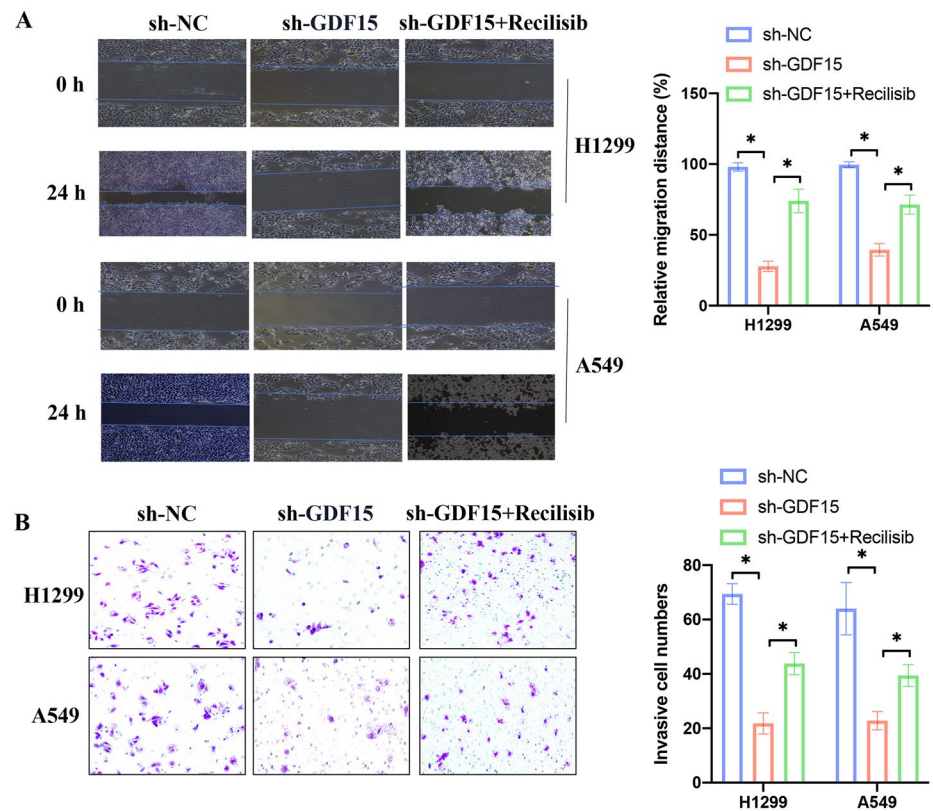 A
sh-NC sh-GDF15 sh-GDF15+Recilisib
0 h
H1299
24 h
0 h
A549
24 h
sh-NC
sh-GDF15
sh-GDF15+Recilisib
Relative migration distance (%)
150
100
50
0
* * * *
H1299 A549
B
sh-NC sh-GDF15 sh-GDF15+Recilisib
H1299
A549
sh-NC
sh-GDF15
sh-GDF15+Recilisib
Invasive cell numbers
80
60
40
20
0
* * * *
H1299 A549